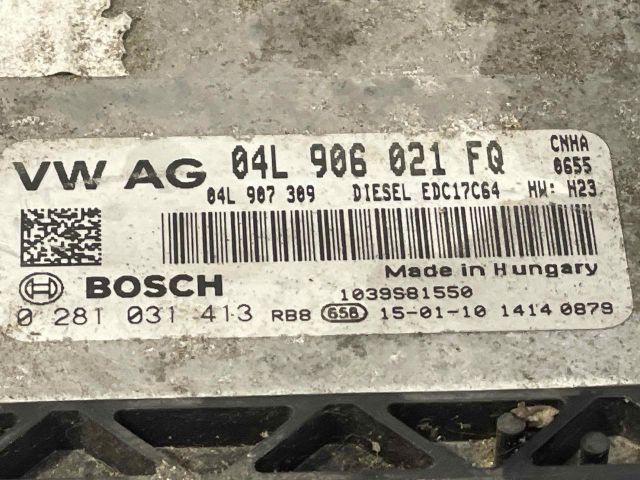 VW AG 04L 906 021 FQ CNHA
0655
04L 907 309 DIESEL EDC17C64 HW: H23
Made in Hungary
BOSCH 1039S81550
0 281 031 413 RB8 658 15-01-10 1414 0879